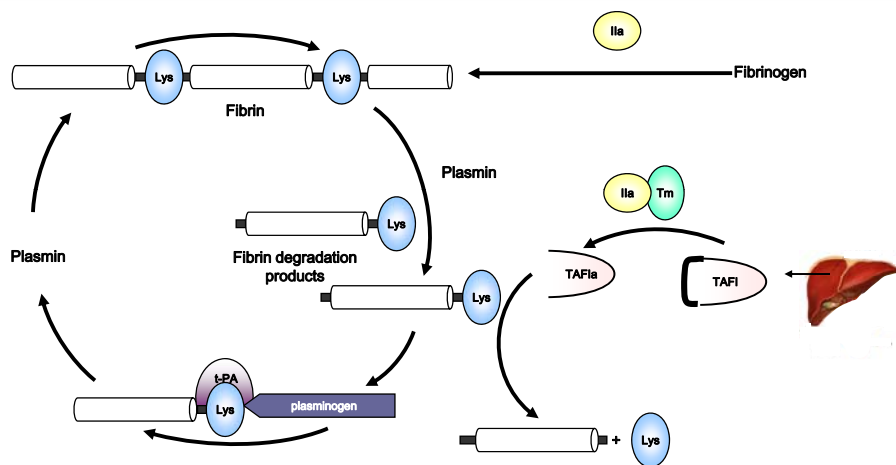 IIa
Fibrinogen
Lys
Lys
Fibrin
Plasmin
IIa
Tm
Lys
Fibrin degradation
products
Plasmin
TAFIa
TAFI
Lys
t-PA
Lys
plasminogen
+
Lys